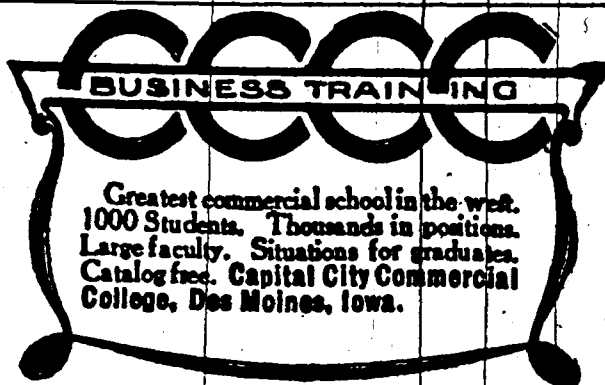 CCCC
BUSINESS TRAINING
Greatest commercial school in the west.
1000 Students. Thousands in positions.
Large faculty. Situations for graduates.
Catalog free. Capital City Commercial
College, Des Moines, Iowa.